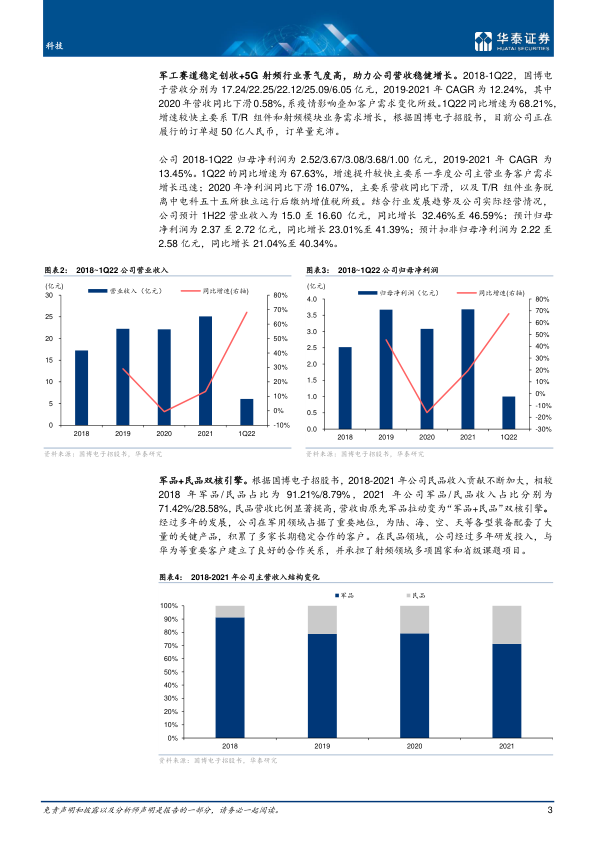 科技
华泰证券
HUATAI SECURITIES
军工赛道稳定创收+5G 射频行业景气度高，助力公司营收稳健增长。2018-1Q22，国博电
子营收分别为 17.24/22.25/22.12/25.09/6.05 亿元，2019-2021 年 CAGR 为 12.24%，其中
2020 年营收同比下滑 0.58%，系疫情影响叠加客户需求变化所致。1Q22 同比增速为 68.21%，
增速较快主要系 T/R 组件和射频模块业务需求增长，根据国博电子招股书，目前公司正在
履行的订单超 50 亿人民币，订单量充沛。
公司 2018-1Q22 归母净利润为 2.52/3.67/3.08/3.68/1.00 亿元，2019-2021 年 CAGR 为
13.45%。1Q22 的同比增速为 67.63%，增速提升较快主要系一季度公司主营业务客户需求
增长迅速；2020 年净利润同比下滑 16.07%，主要系营收同比下滑，以及 T/R 组件业务脱
离中电科五十五所独立运行后缴纳增值税所致。结合行业发展趋势及公司实际经营情况，
公司预计 1H22 营业收入为 15.0 至 16.60 亿元，同比增长 32.46%至 46.59%；预计归母
净利润为 2.37 至 2.72 亿元，同比增长 23.01%至 41.39%；预计扣非归母净利润为 2.22 至
2.58 亿元，同比增长 21.04%至 40.34%。
图表2： 2018~1Q22 公司营业收入
(亿元)
营业收入（亿元）
同比增速(右轴)
30
25
20
15
10
5
0
80%
70%
60%
50%
40%
30%
20%
10%
0%
-10%
2018 2019 2020 2021 1Q22
资料来源：国博电子招股书，华泰研究
图表3： 2018~1Q22 公司归母净利润
(亿元)
归母净利润（亿元）
同比增速(右轴)
4.0
3.5
3.0
2.5
2.0
1.5
1.0
0.5
0.0
80%
70%
60%
50%
40%
30%
20%
10%
0%
-10%
-20%
-30%
2018 2019 2020 2021 1Q22
资料来源：国博电子招股书，华泰研究
军品+民品双核引擎。根据国博电子招股书，2018-2021 年公司民品收入贡献不断加大，相较
2018 年军品/民品占比为 91.21%/8.79%，2021 年公司军品/民品收入占比分别为
71.42%/28.58%，民品营收比例显著提高，营收由原先军品拉动变为“军品+民品”双核引擎。
经过多年的发展，公司在军用领域占据了重要地位，为陆、海、空、天等各型装备配套了大
量的关键产品，积累了多家长期稳定合作的客户。在民品领域，公司经过多年研发投入，与
华为等重要客户建立了良好的合作关系，并承担了射频领域多项国家和省级课题项目。
图表4： 2018-2021 年公司主营收入结构变化
军品 民品
100%
90%
80%
70%
60%
50%
40%
30%
20%
10%
0%
2018 2019 2020 2021
资料来源：国博电子招股书，华泰研究
免责声明和披露以及分析师声明是报告的一部分，请务必一起阅读。 3